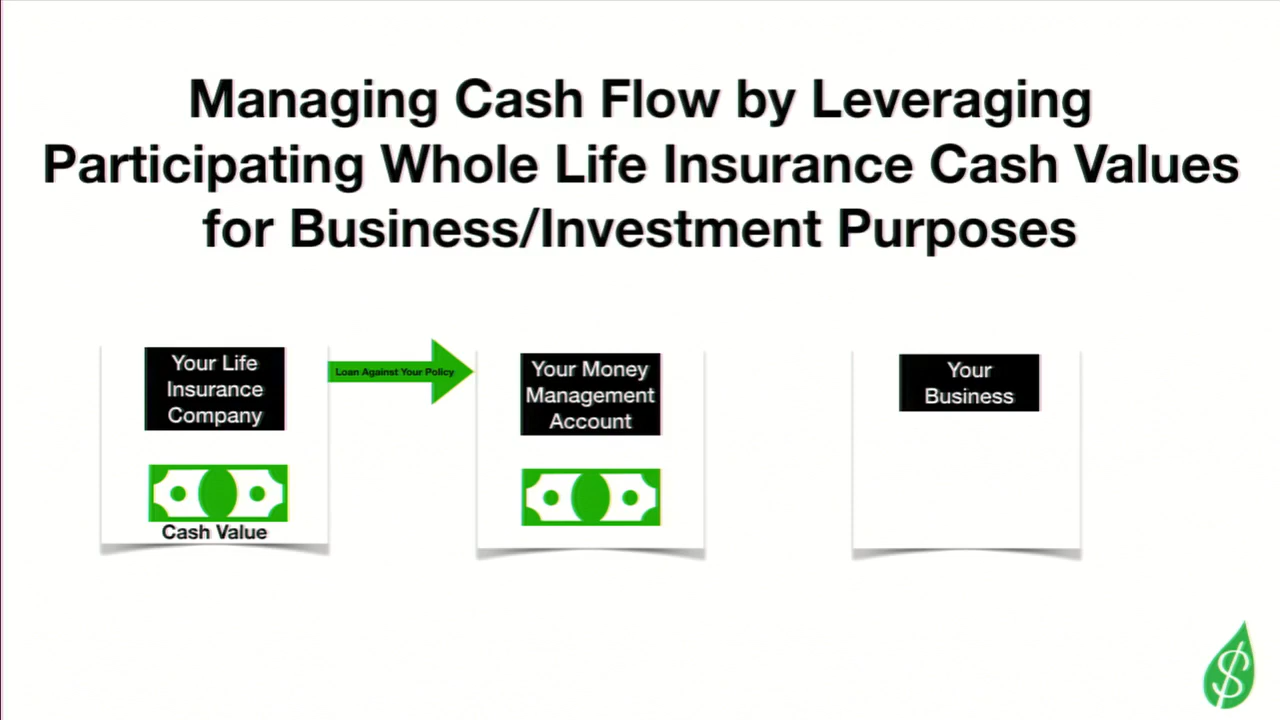 Managing Cash Flow by Leveraging
Participating Whole Life Insurance Cash Values
for Business/Investment Purposes
Your Life
Insurance
Company
Loan Against Your Policy
Your Money
Management
Account
Your
Business
Cash Value
$